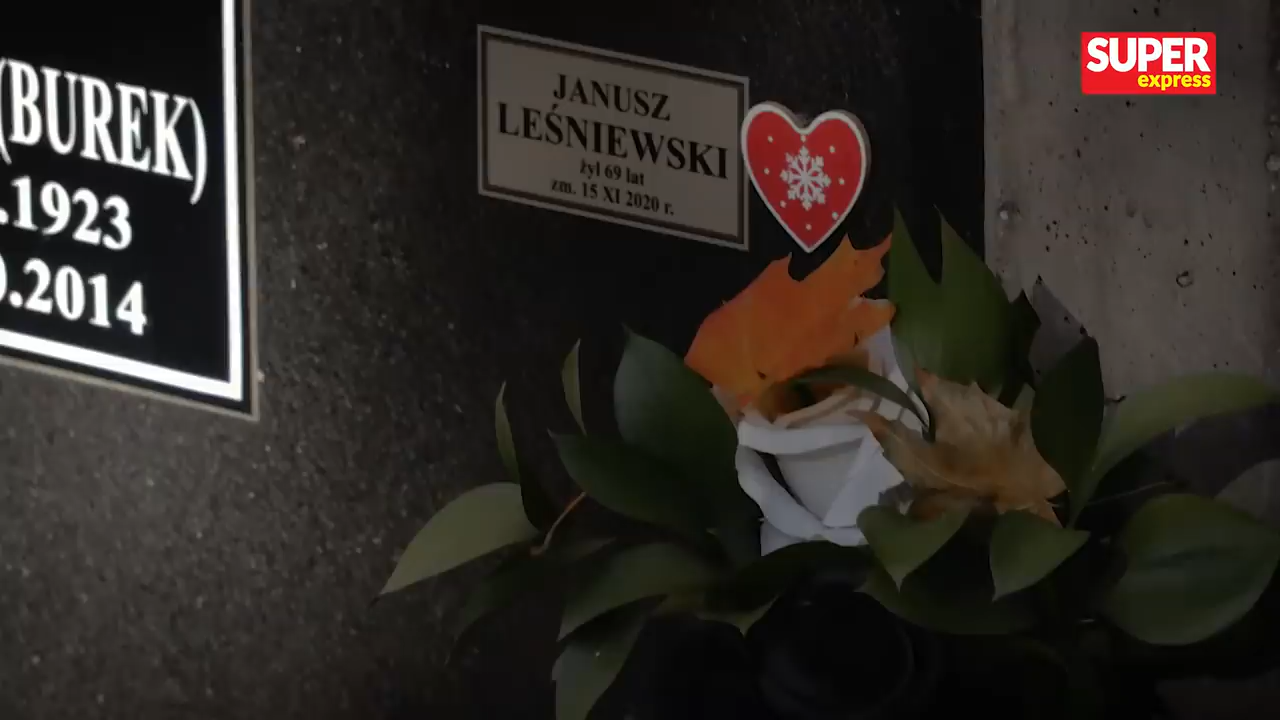 (BUREK)
.1923
.2014
JANUSZ
LEŚNIEWSKI
żył 69 lat
zm. 15 XI 2020 r.
SUPER
express